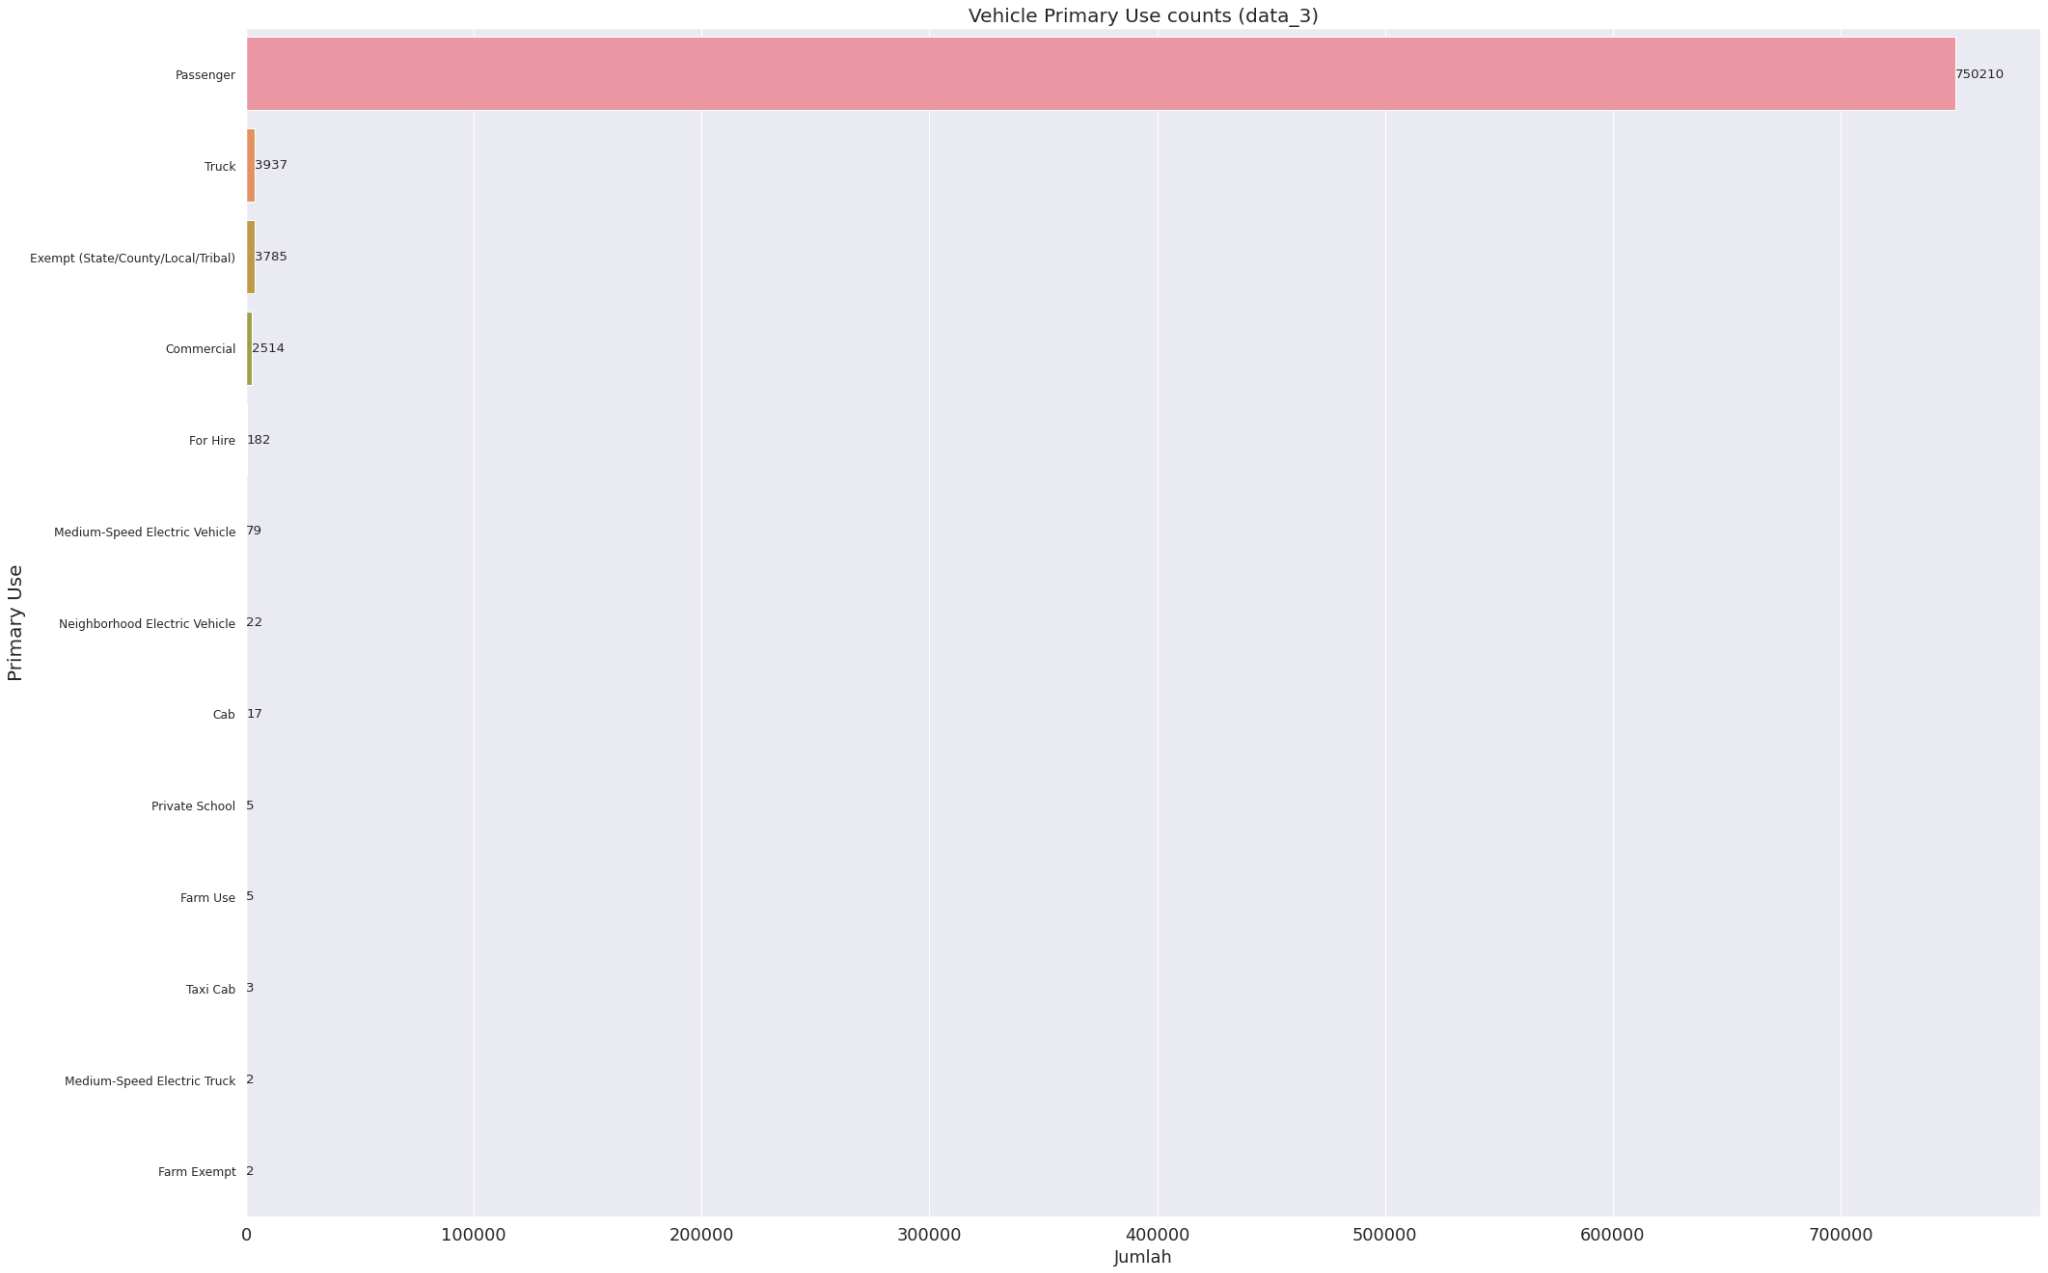 Vehicle Primary Use counts (data_3)
Passenger 750210
Truck 3937
Exempt (State/County/Local/Tribal) 3785
Commercial 2514
For Hire 182
Medium-Speed Electric Vehicle 79
Neighborhood Electric Vehicle 22
Cab 17
Private School 5
Farm Use 5
Taxi Cab 3
Medium-Speed Electric Truck 2
Farm Exempt 2
Primary Use
0 100000 200000 300000 400000 500000 600000 700000
Jumlah